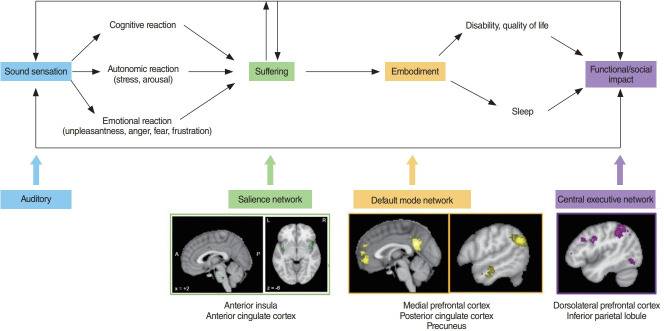 Cognitive reaction
Disability, quality of life
Sound sensation
Autonomic reaction
(stress, arousal)
Suffering
Embodiment
Functional/social
impact
Emotional reaction
(unpleasantness, anger, fear, frustration)
Sleep
Auditory
Salience network
Default mode network
Central executive network
L
R
A
P
x = +2
z = -6
Anterior insula
Anterior cingulate cortex
Medial prefrontal cortex
Posterior cingulate cortex
Precuneus
Dorsolateral prefrontal cortex
Inferior parietal lobule